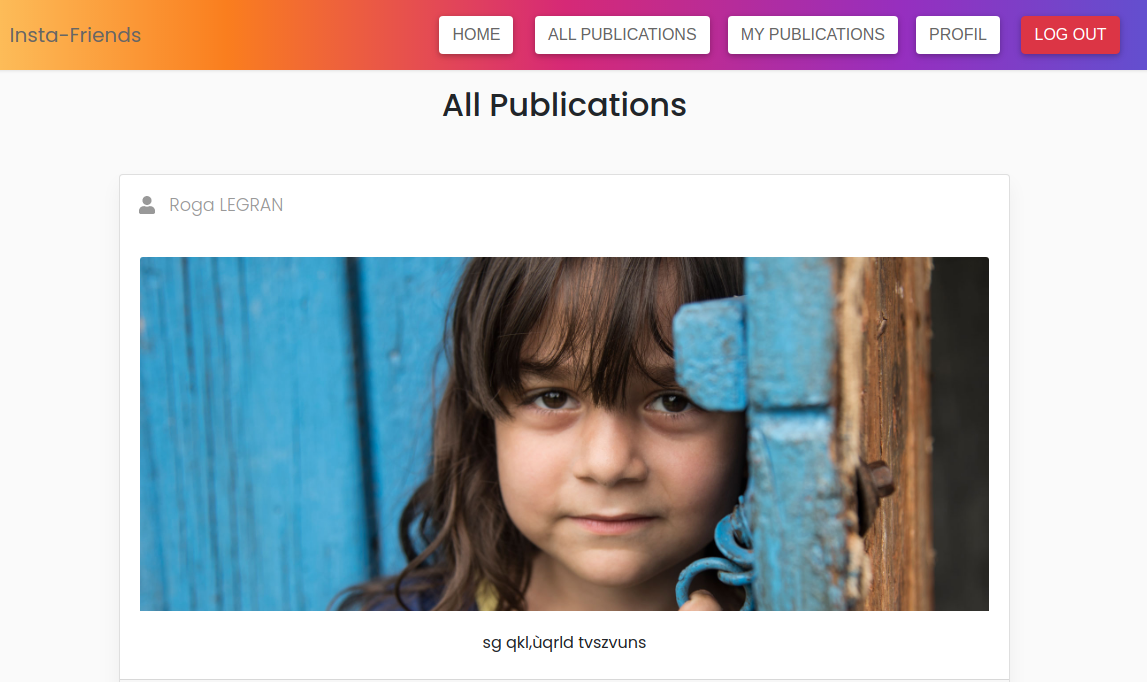 Insta-Friends
HOME
ALL PUBLICATIONS
MY PUBLICATIONS
PROFIL
LOG OUT
All Publications
Roga LEGRAN
sg qkl,ùqrld tvszvuns